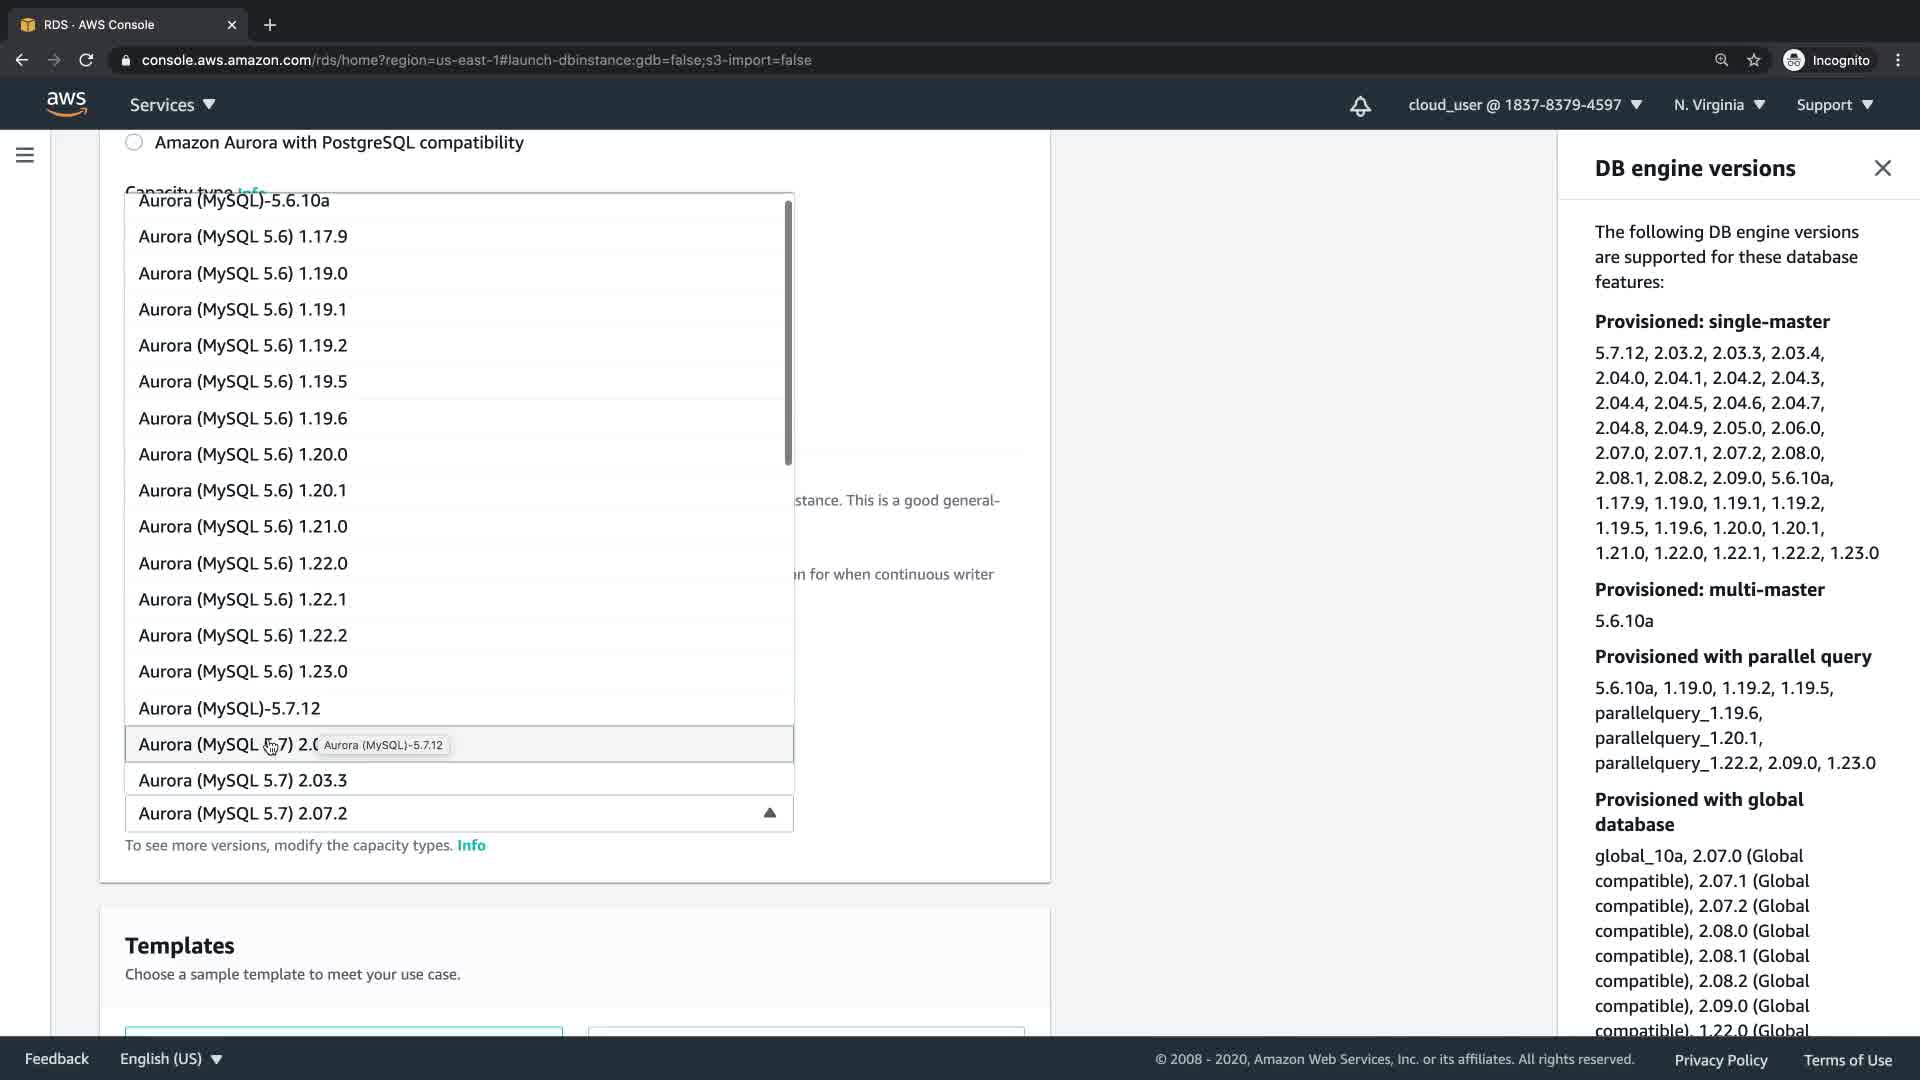 RDS · AWS Console
console.aws.amazon.com/rds/home?region=us-east-1#launch-dbinstance:gdb=false;s3-import=false
Incognito
aws
Services
cloud_user @ 1837-8379-4597
N. Virginia
Support
Amazon Aurora with PostgreSQL compatibility
Capacity type Info
Aurora (MySQL)-5.6.10a
Aurora (MySQL 5.6) 1.17.9
Aurora (MySQL 5.6) 1.19.0
Aurora (MySQL 5.6) 1.19.1
Aurora (MySQL 5.6) 1.19.2
Aurora (MySQL 5.6) 1.19.5
Aurora (MySQL 5.6) 1.19.6
Aurora (MySQL 5.6) 1.20.0
Aurora (MySQL 5.6) 1.20.1
stance. This is a good general-
Aurora (MySQL 5.6) 1.21.0
Aurora (MySQL 5.6) 1.22.0
n for when continuous writer
Aurora (MySQL 5.6) 1.22.1
Aurora (MySQL 5.6) 1.22.2
Aurora (MySQL 5.6) 1.23.0
Aurora (MySQL)-5.7.12
Aurora (MySQL 5.7) 2.0
Aurora (MySQL)-5.7.12
Aurora (MySQL 5.7) 2.03.3
Aurora (MySQL 5.7) 2.07.2
To see more versions, modify the capacity types. Info
Templates
Choose a sample template to meet your use case.
DB engine versions
The following DB engine versions
are supported for these database
features:
Provisioned: single-master
5.7.12, 2.03.2, 2.03.3, 2.03.4,
2.04.0, 2.04.1, 2.04.2, 2.04.3,
2.04.4, 2.04.5, 2.04.6, 2.04.7,
2.04.8, 2.04.9, 2.05.0, 2.06.0,
2.07.0, 2.07.1, 2.07.2, 2.08.0,
2.08.1, 2.08.2, 2.09.0, 5.6.10a,
1.17.9, 1.19.0, 1.19.1, 1.19.2,
1.19.5, 1.19.6, 1.20.0, 1.20.1,
1.21.0, 1.22.0, 1.22.1, 1.22.2, 1.23.0
Provisioned: multi-master
5.6.10a
Provisioned with parallel query
5.6.10a, 1.19.0, 1.19.2, 1.19.5,
parallelquery_1.19.6,
parallelquery_1.20.1,
parallelquery_1.22.2, 2.09.0, 1.23.0
Provisioned with global
database
global_10a, 2.07.0 (Global
compatible), 2.07.1 (Global
compatible), 2.07.2 (Global
compatible), 2.08.0 (Global
compatible), 2.08.1 (Global
compatible), 2.08.2 (Global
compatible), 2.09.0 (Global
compatible), 1.22.0 (Global
Feedback
English (US)
© 2008 - 2020, Amazon Web Services, Inc. or its affiliates. All rights reserved.
Privacy Policy
Terms of Use